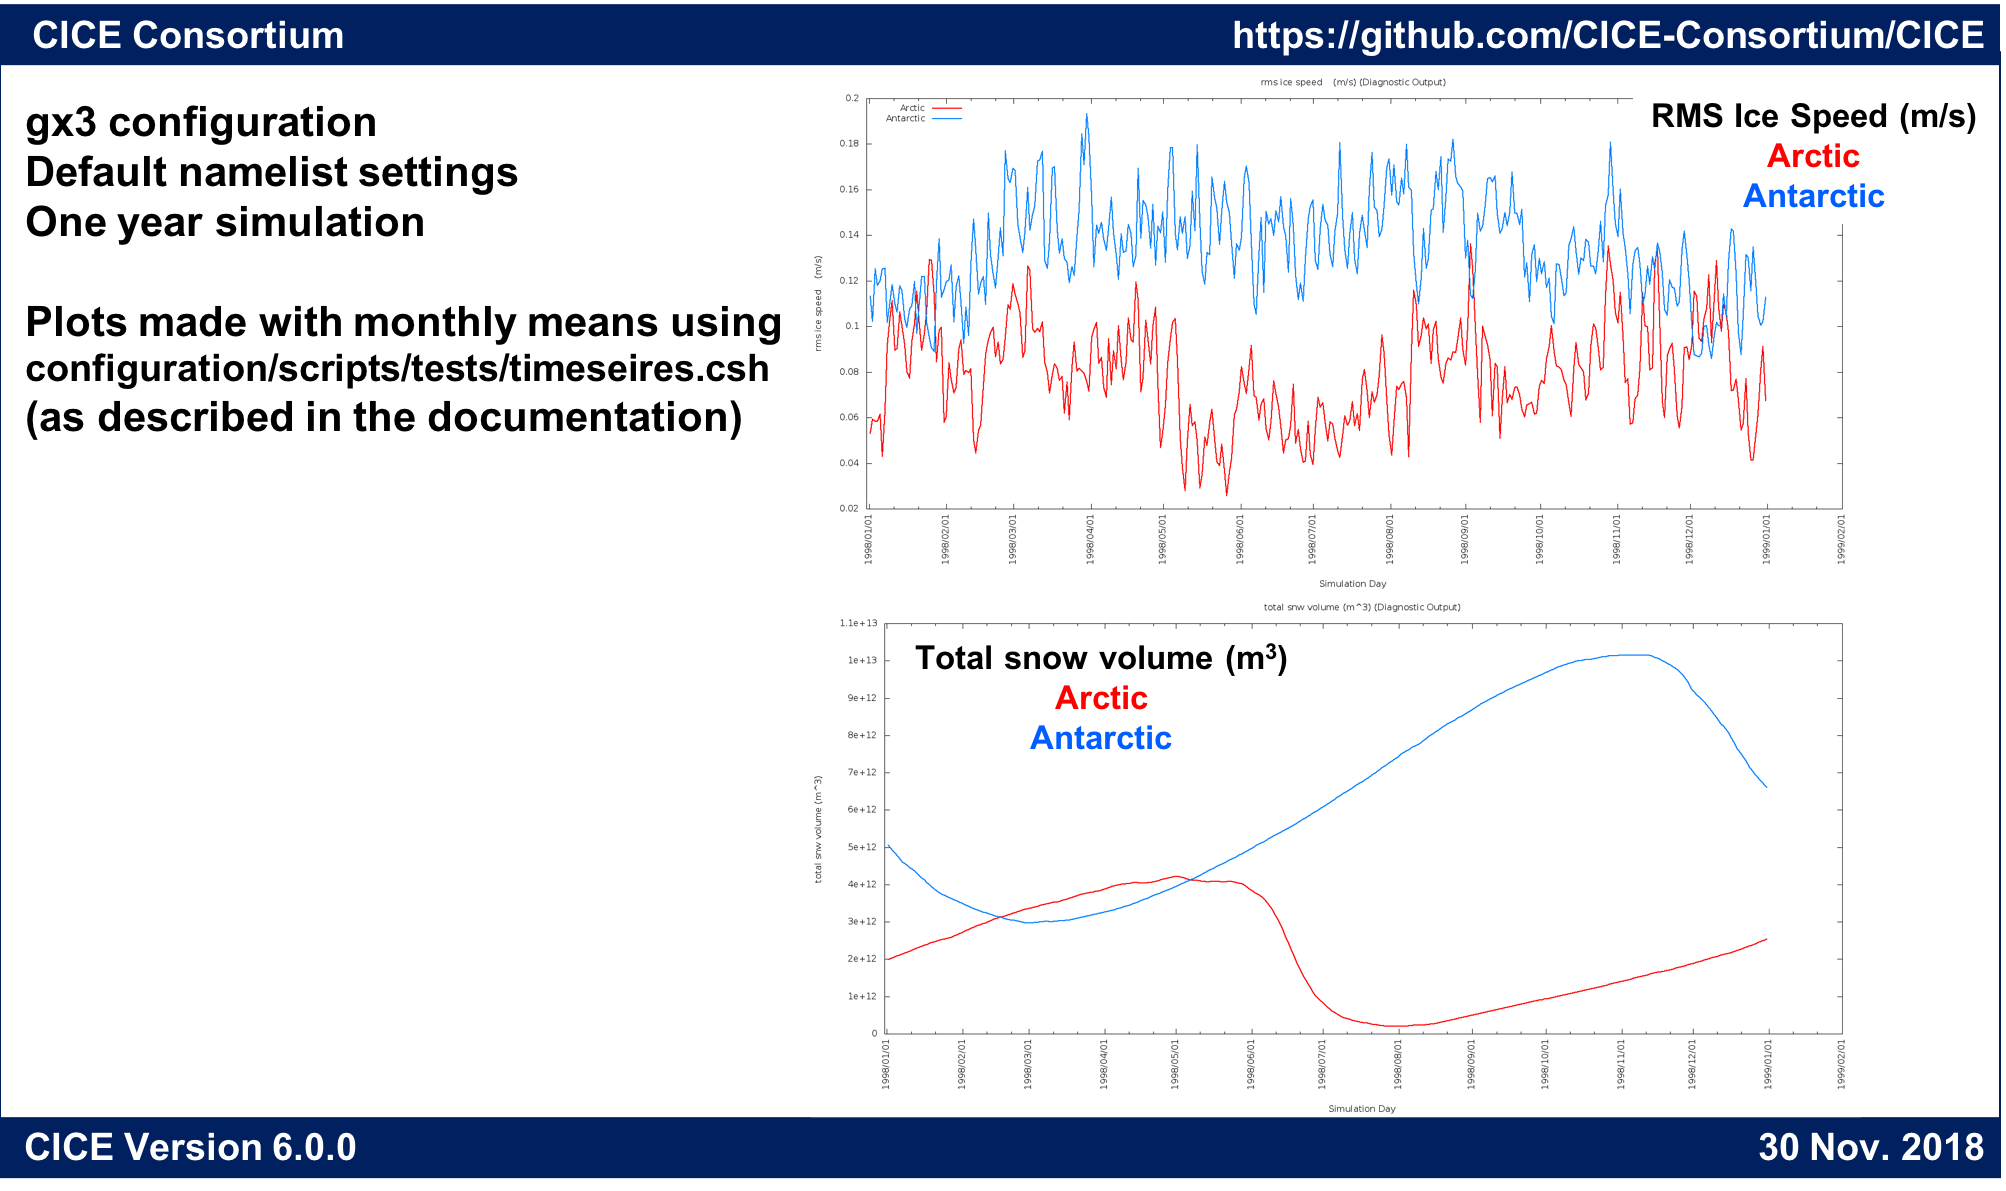 CICE Consortium
https://github.com/CICE-Consortium/CICE
gx3 configuration
Default namelist settings
One year simulation
Plots made with monthly means using
configuration/scripts/tests/timeseires.csh
(as described in the documentation)
rms ice speed (m/s) (Diagnostic Output)
Arctic
Antarctic
RMS Ice Speed (m/s)
Arctic
Antarctic
rms ice speed (m/s)
0.2
0.18
0.16
0.14
0.12
0.1
0.08
0.06
0.04
0.02
1998/01/01
1998/02/01
1998/03/01
1998/04/01
1998/05/01
1998/06/01
1998/07/01
1998/08/01
1998/09/01
1998/10/01
1998/11/01
1998/12/01
1999/01/01
1999/02/01
Simulation Day
total snw volume (m^3) (Diagnostic Output)
Total snow volume (m³)
Arctic
Antarctic
total snw volume (m^3)
1.1e+13
1e+13
9e+12
8e+12
7e+12
6e+12
5e+12
4e+12
3e+12
2e+12
1e+12
0
1998/01/01
1998/02/01
1998/03/01
1998/04/01
1998/05/01
1998/06/01
1998/07/01
1998/08/01
1998/09/01
1998/10/01
1998/11/01
1998/12/01
1999/01/01
1999/02/01
Simulation Day
CICE Version 6.0.0
30 Nov. 2018